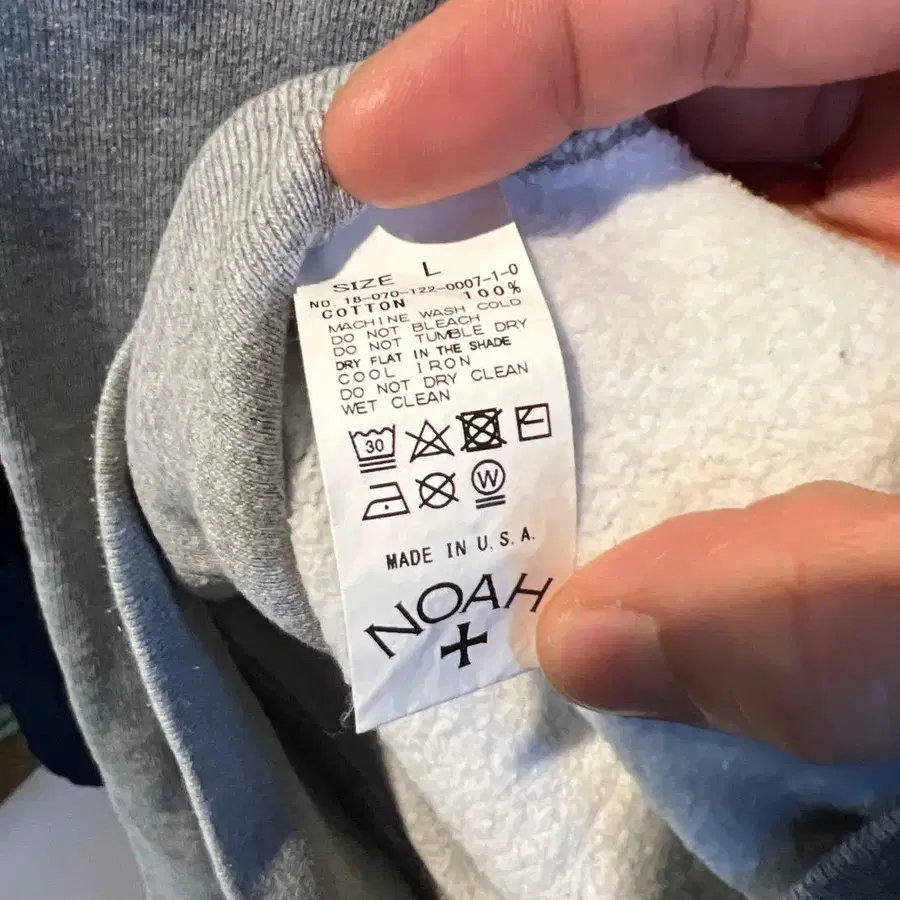 SIZE L
NO. 18-070-122-0007-1-0
COTTON 100%
MACHINE WASH COLD
DO NOT BLEACH
DO NOT TUMBLE DRY
DRY FLAT IN THE SHADE
COOL IRON
DO NOT DRY CLEAN
WET CLEAN
30
W
MADE IN U.S.A.
NOAH